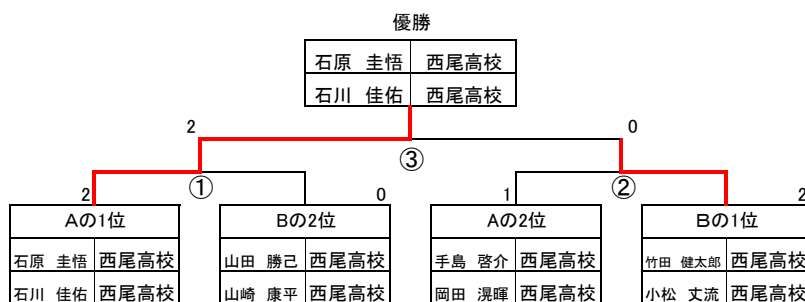 優勝
石原 圭悟 西尾高校
石川 佳佑 西尾高校
2 0
③
① ②
2 0 1 2
Aの1位 Bの2位 Aの2位 Bの1位
石原 圭悟 西尾高校 山田 勝己 西尾高校 手島 啓介 西尾高校 竹田 健太郎 西尾高校
石川 佳佑 西尾高校 山崎 康平 西尾高校 岡田 滉暉 西尾高校 小松 丈流 西尾高校